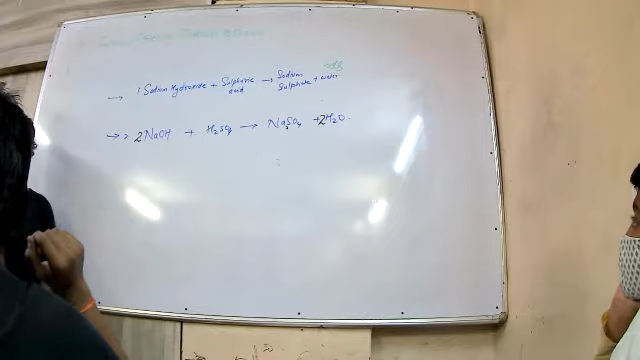 → Sodium Hydroxide + Sulphuric acid → Sodium Sulphate + water
→ 2NaOH + H₂SO₄ → Na₂SO₄ + 2H₂O.